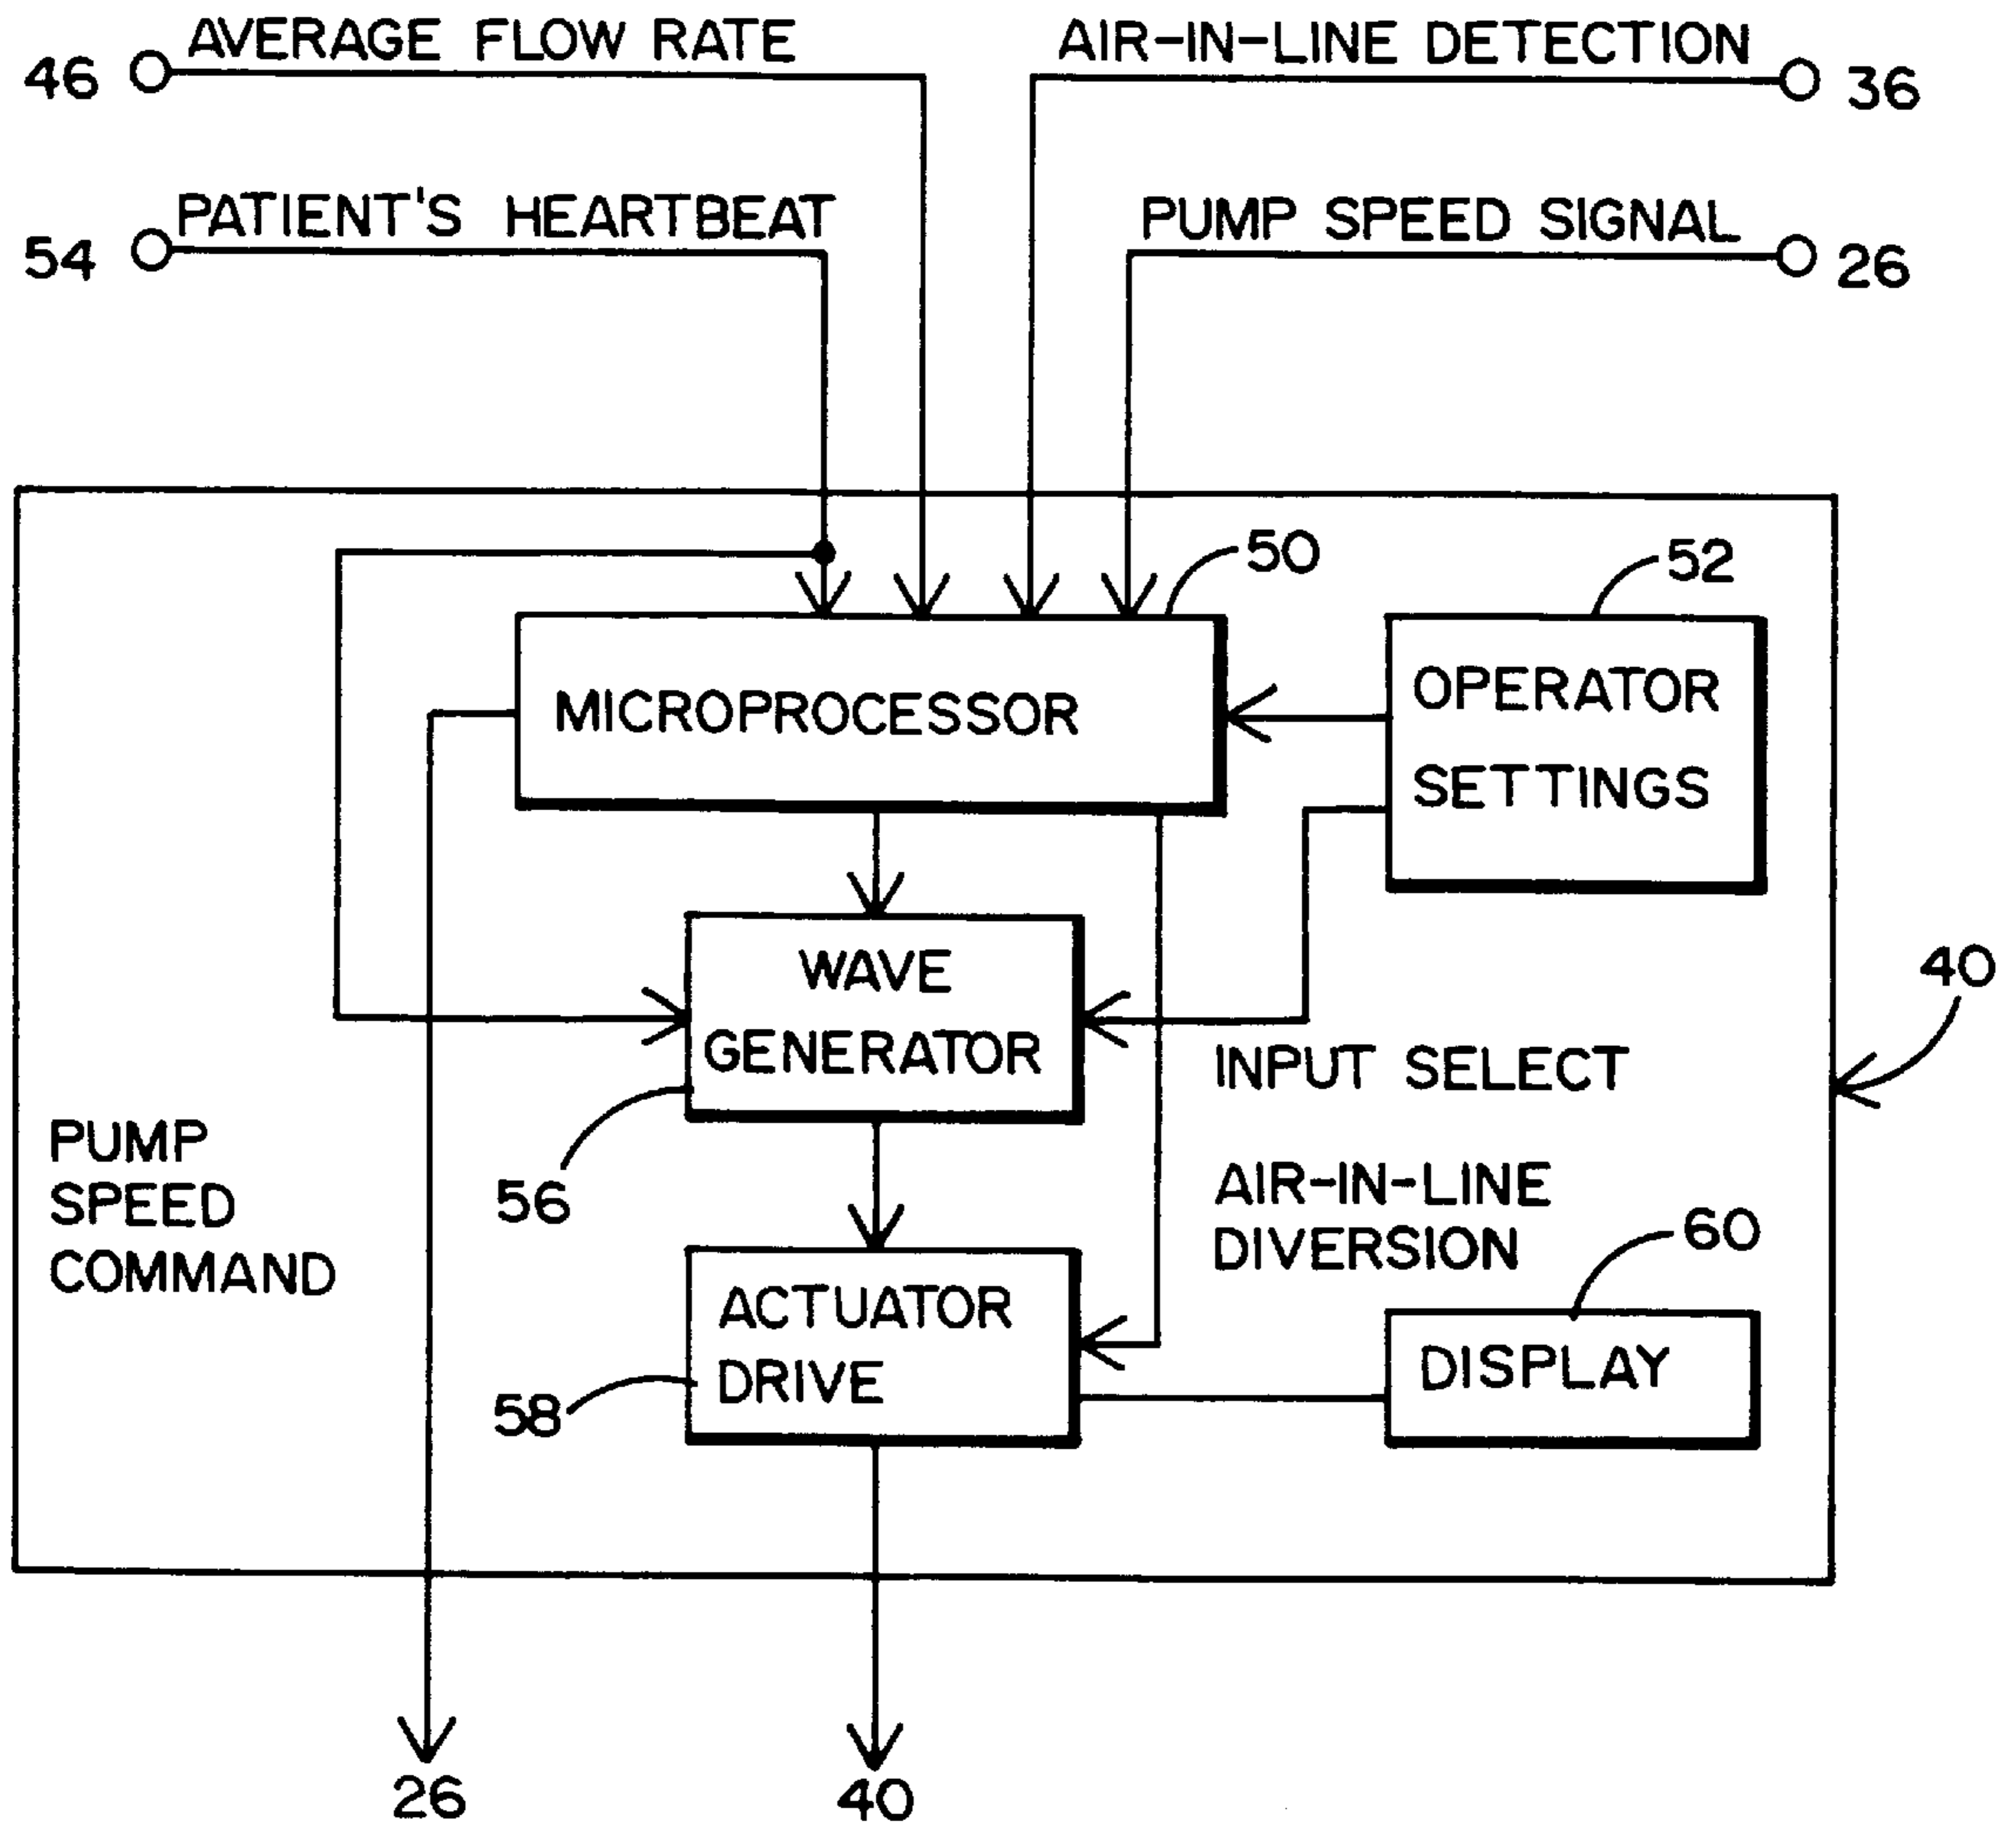 AVERAGE FLOW RATE
46
AIR-IN-LINE DETECTION
36
PATIENT'S HEARTBEAT
54
PUMP SPEED SIGNAL
26
50
52
MICROPROCESSOR
OPERATOR
SETTINGS
WAVE
GENERATOR
56
INPUT SELECT
40
PUMP
SPEED
COMMAND
AIR-IN-LINE
DIVERSION
60
ACTUATOR
DRIVE
58
DISPLAY
26
40